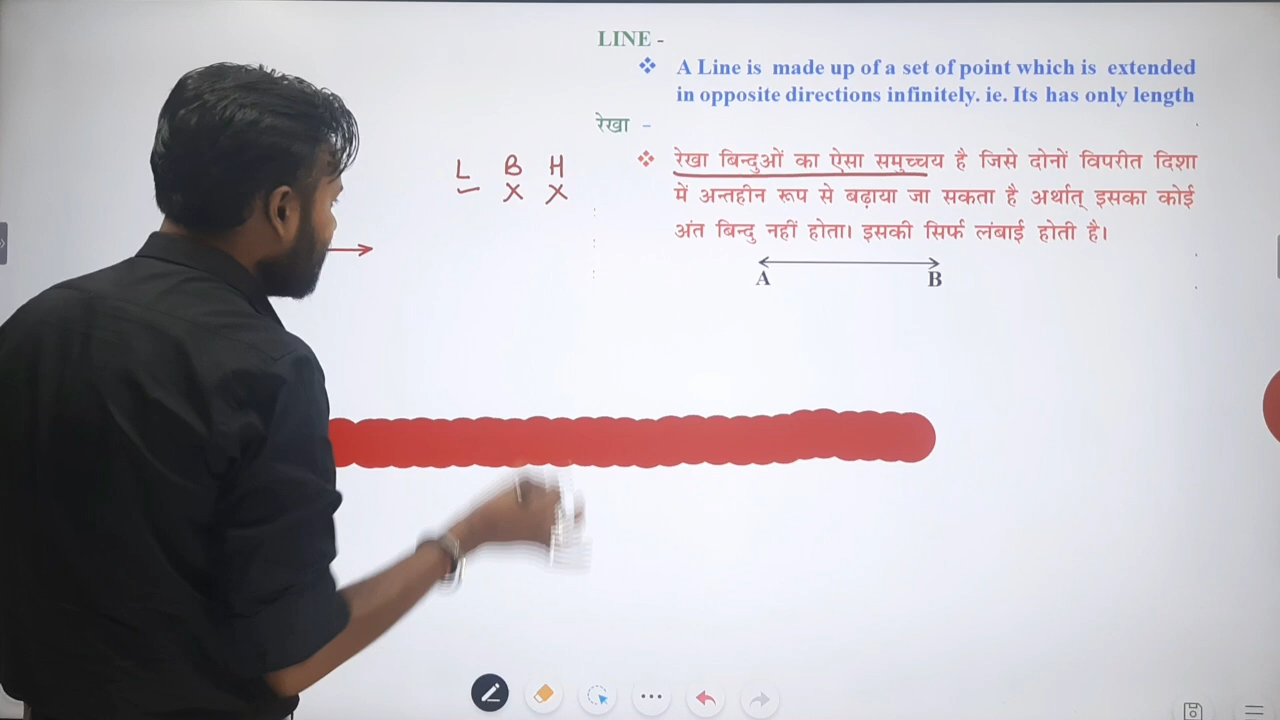 LINE -
❖ A Line is made up of a set of point which is extended
in opposite directions infinitely. ie. Its has only length
रेखा -
L B H
❖ रेखा बिन्दुओं का ऐसा समुच्चय है जिसे दोनों विपरीत दिशा
में अन्तहीन रूप से बढ़ाया जा सकता है अर्थात् इसका कोई
अंत बिन्दु नहीं होता। इसकी सिर्फ लंबाई होती है।
– X X
A B